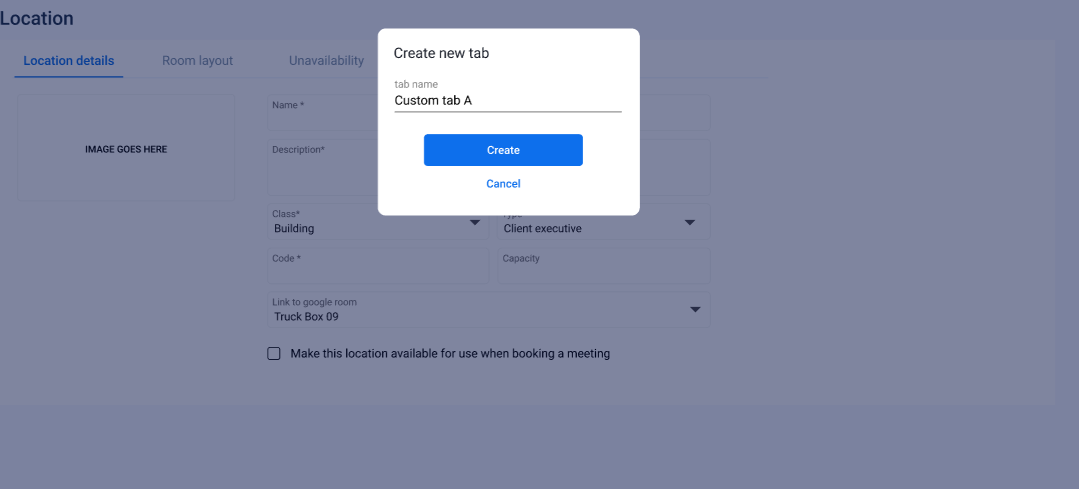 Location
Create new tab
Location details Room layout Unavailability
tab name
Custom tab A
Name *
IMAGE GOES HERE
Description*
Create
Cancel
Class*
Building
Type
Client executive
Code * Capacity
Link to google room
Truck Box 09
Make this location available for use when booking a meeting